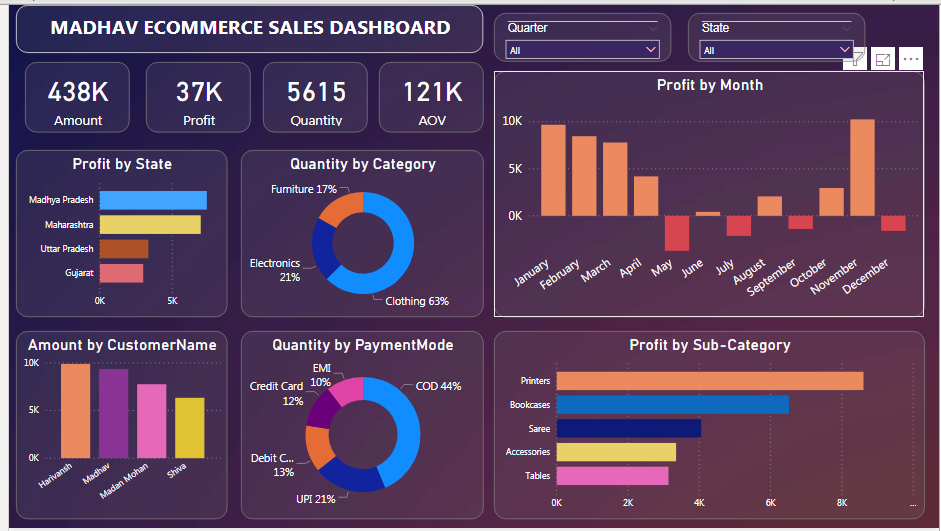 MADHAV ECOMMERCE SALES DASHBOARD
Quarter
All
State
All
438K
Amount
37K
Profit
5615
Quantity
121K
AOV
Profit by Month
10K
5K
0K
January
February
March
April
May
June
July
August
September
October
November
December
Profit by State
Madhya Pradesh
Maharashtra
Uttar Pradesh
Gujarat
0K 5K
Quantity by Category
Furniture 17%
Electronics
21%
Clothing 63%
Amount by CustomerName
10K
5K
0K
Harivansh
Madhav
Madan Mohan
Shiva
Quantity by PaymentMode
EMI
10%
Credit Card
12%
COD 44%
Debit C...
13%
UPI 21%
Profit by Sub-Category
Printers
Bookcases
Saree
Accessories
Tables
0K 2K 4K 6K 8K ...